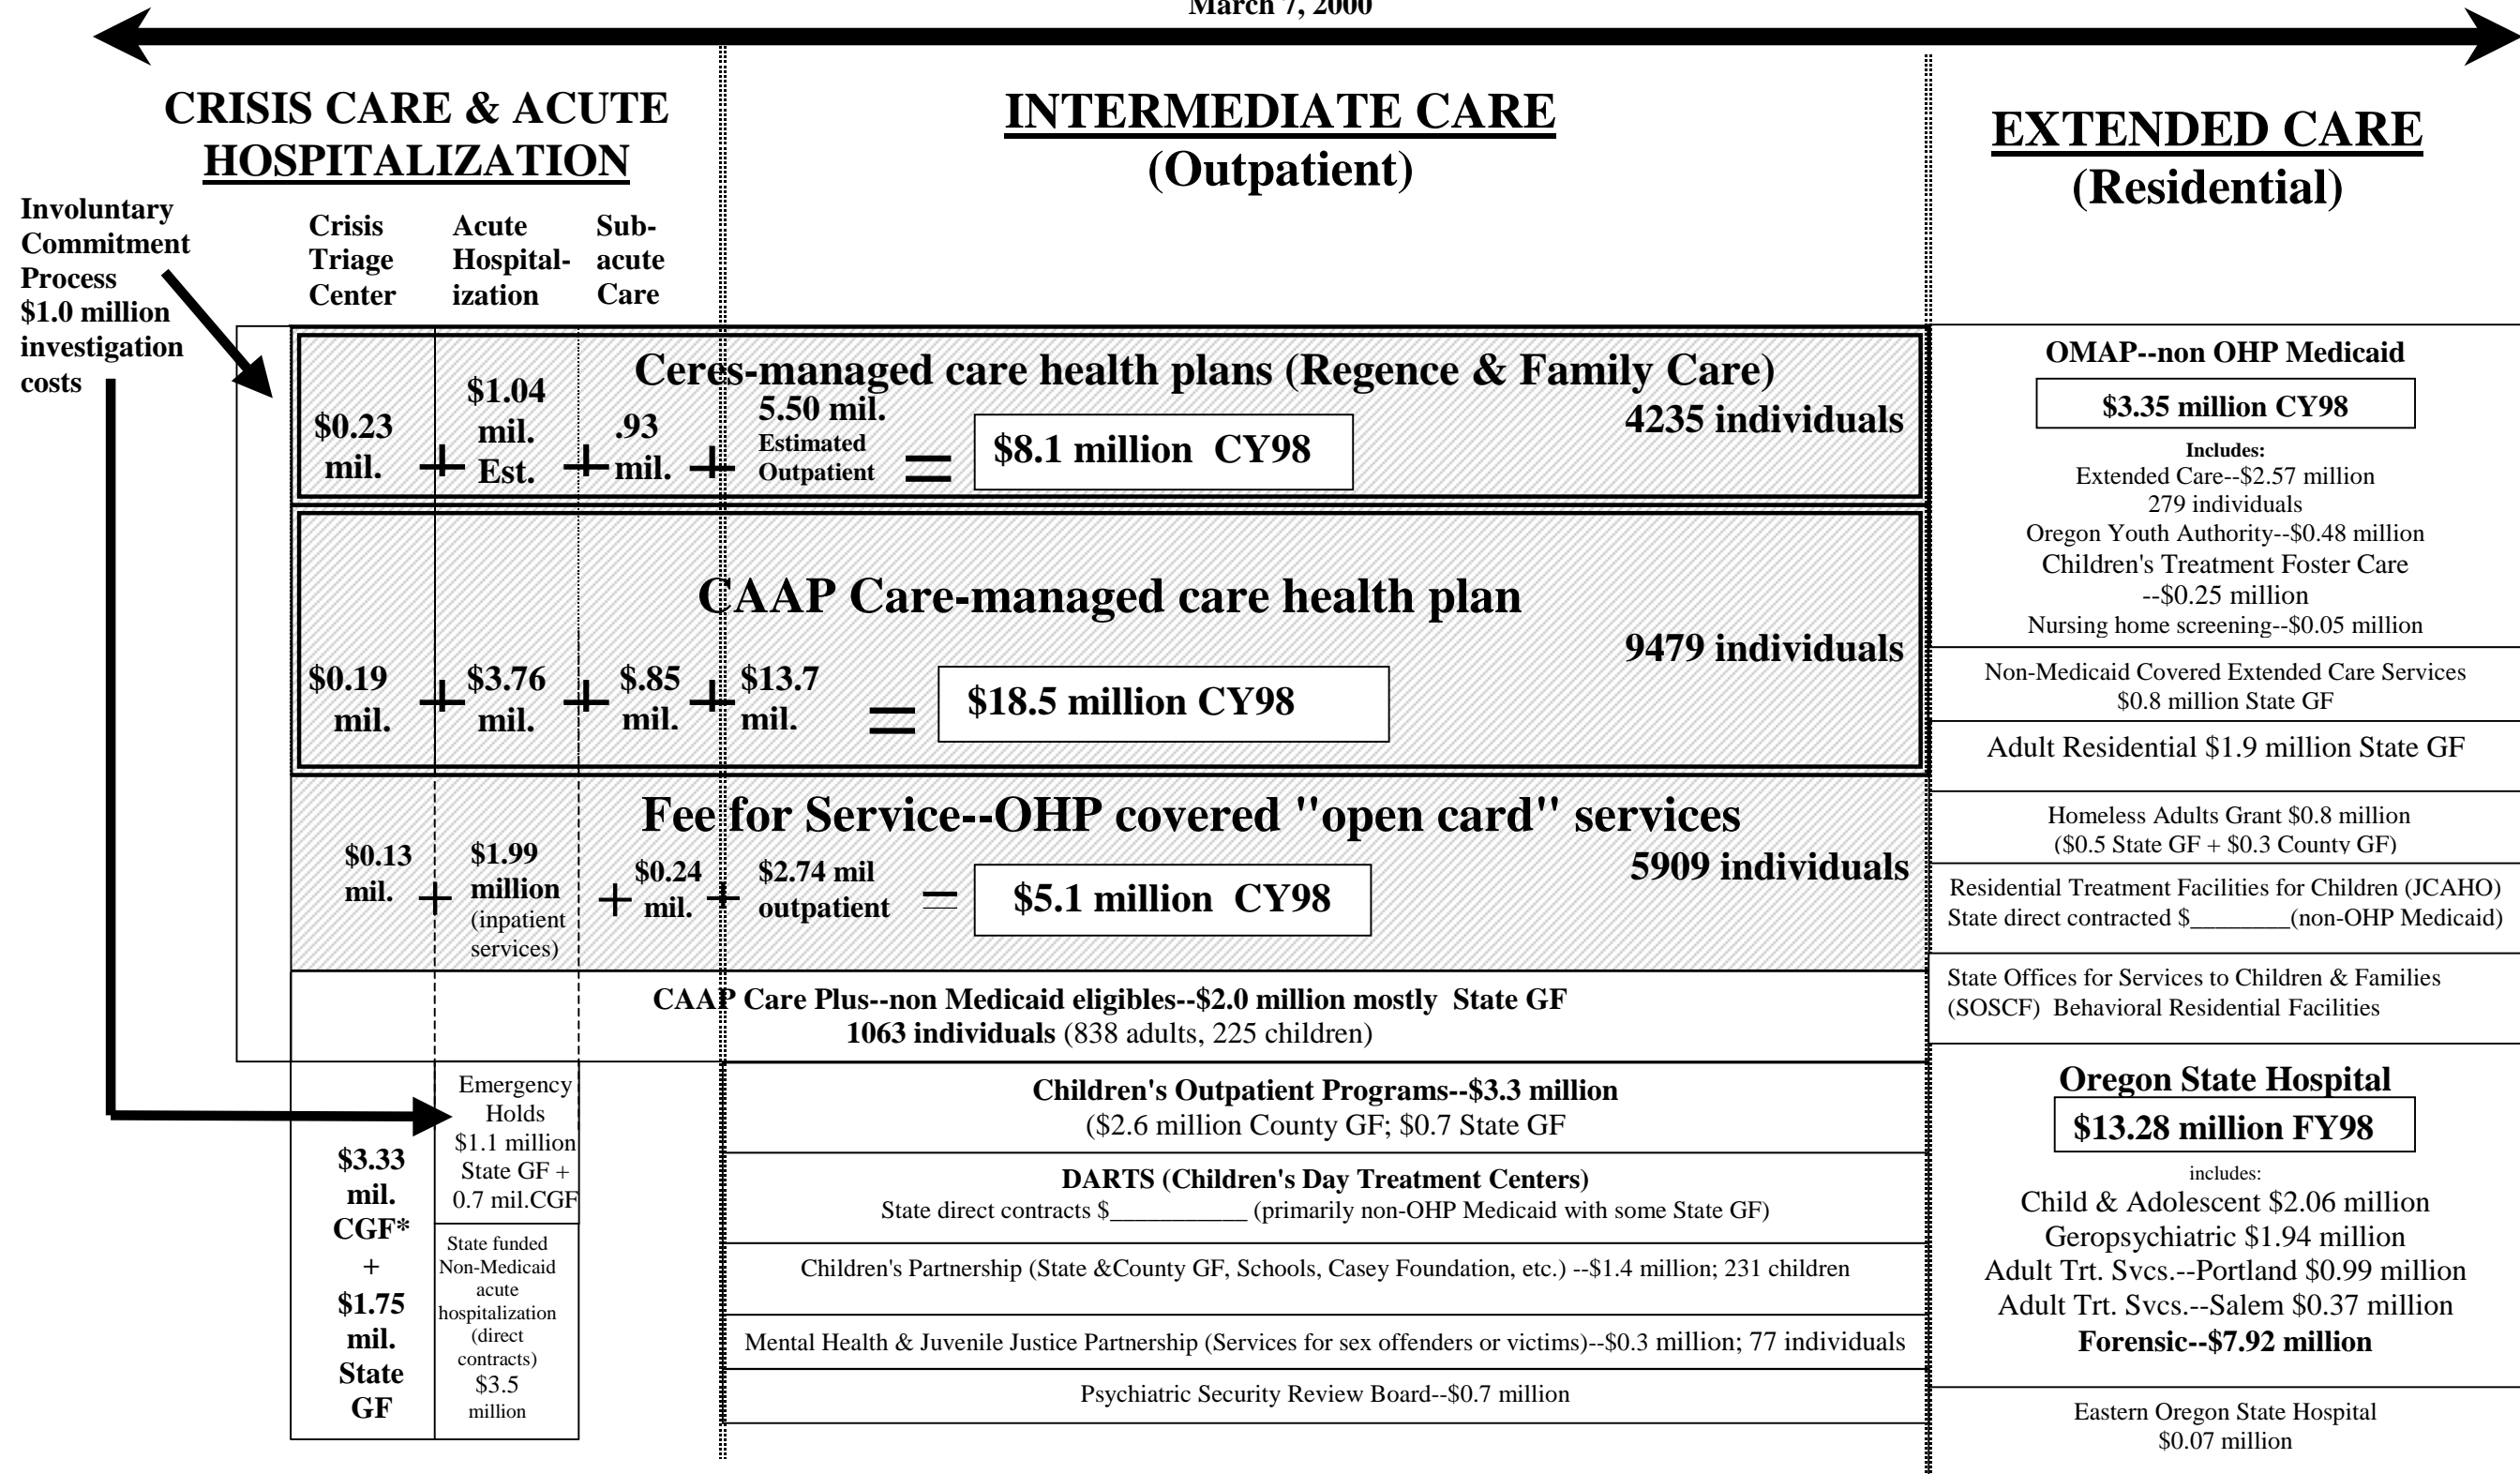 March 7, 2000
CRISIS CARE & ACUTE
HOSPITALIZATION
INTERMEDIATE CARE
(Outpatient)
EXTENDED CARE
(Residential)
Involuntary
Commitment
Process
$1.0 million
investigation
costs
Crisis
Triage
Center
Acute
Hospital-
ization
Sub-
acute
Care
Ceres-managed care health plans (Regence & Family Care)
4235 individuals
$0.23
mil.
+
$1.04
mil.
Est.
+
.93
mil.
+
5.50 mil.
Estimated
Outpatient
=
$8.1 million CY98
CAAP Care-managed care health plan
9479 individuals
$0.19
mil.
+
$3.76
mil.
+
$.85
mil.
+
$13.7
mil.
=
$18.5 million CY98
Fee for Service--OHP covered "open card" services
5909 individuals
$0.13
mil.
+
$1.99
million
(inpatient
services)
+
$0.24
mil.
+
$2.74 mil
outpatient
=
$5.1 million CY98
CAAP Care Plus--non Medicaid eligibles--$2.0 million mostly State GF
1063 individuals (838 adults, 225 children)
$3.33
mil.
CGF*
+
$1.75
mil.
State
GF
Emergency
Holds
$1.1 million
State GF +
0.7 mil.CGF
State funded
Non-Medicaid
acute
hospitalization
(direct
contracts)
$3.5
million
Children's Outpatient Programs--$3.3 million
($2.6 million County GF; $0.7 State GF
DARTS (Children's Day Treatment Centers)
State direct contracts $___________ (primarily non-OHP Medicaid with some State GF)
Children's Partnership (State &County GF, Schools, Casey Foundation, etc.) --$1.4 million; 231 children
Mental Health & Juvenile Justice Partnership (Services for sex offenders or victims)--$0.3 million; 77 individuals
Psychiatric Security Review Board--$0.7 million
OMAP--non OHP Medicaid
$3.35 million CY98
Includes:
Extended Care--$2.57 million
279 individuals
Oregon Youth Authority--$0.48 million
Children's Treatment Foster Care
--$0.25 million
Nursing home screening--$0.05 million
Non-Medicaid Covered Extended Care Services
$0.8 million State GF
Adult Residential $1.9 million State GF
Homeless Adults Grant $0.8 million
($0.5 State GF + $0.3 County GF)
Residential Treatment Facilities for Children (JCAHO)
State direct contracted $________(non-OHP Medicaid)
State Offices for Services to Children & Families
(SOSCF) Behavioral Residential Facilities
Oregon State Hospital
$13.28 million FY98
includes:
Child & Adolescent $2.06 million
Geropsychiatric $1.94 million
Adult Trt. Svcs.--Portland $0.99 million
Adult Trt. Svcs.--Salem $0.37 million
Forensic--$7.92 million
Eastern Oregon State Hospital
$0.07 million